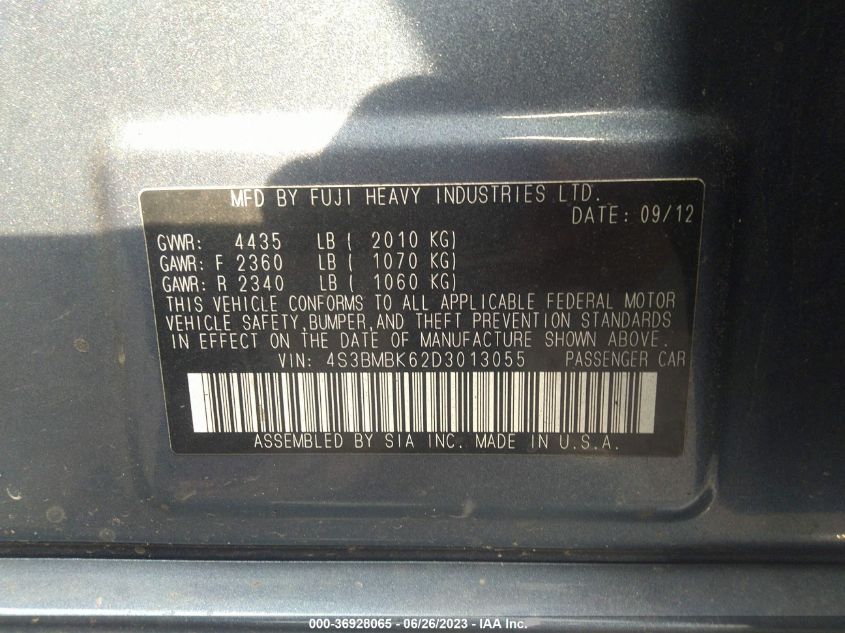 MFD BY FUJI HEAVY INDUSTRIES LTD.
DATE: 09/12
GVWR: 4435 LB ( 2010 KG)
GAWR: F 2360 LB ( 1070 KG)
GAWR: R 2340 LB ( 1060 KG)
THIS VEHICLE CONFORMS TO ALL APPLICABLE FEDERAL MOTOR
VEHICLE SAFETY,BUMPER,AND THEFT PREVENTION STANDARDS
IN EFFECT ON THE DATE OF MANUFACTURE SHOWN ABOVE.
VIN: 4S3BMBK62D3013055 PASSENGER CAR
ASSEMBLED BY SIA INC. MADE IN U.S.A.
000-36928065 - 06/26/2023 - IAA Inc.